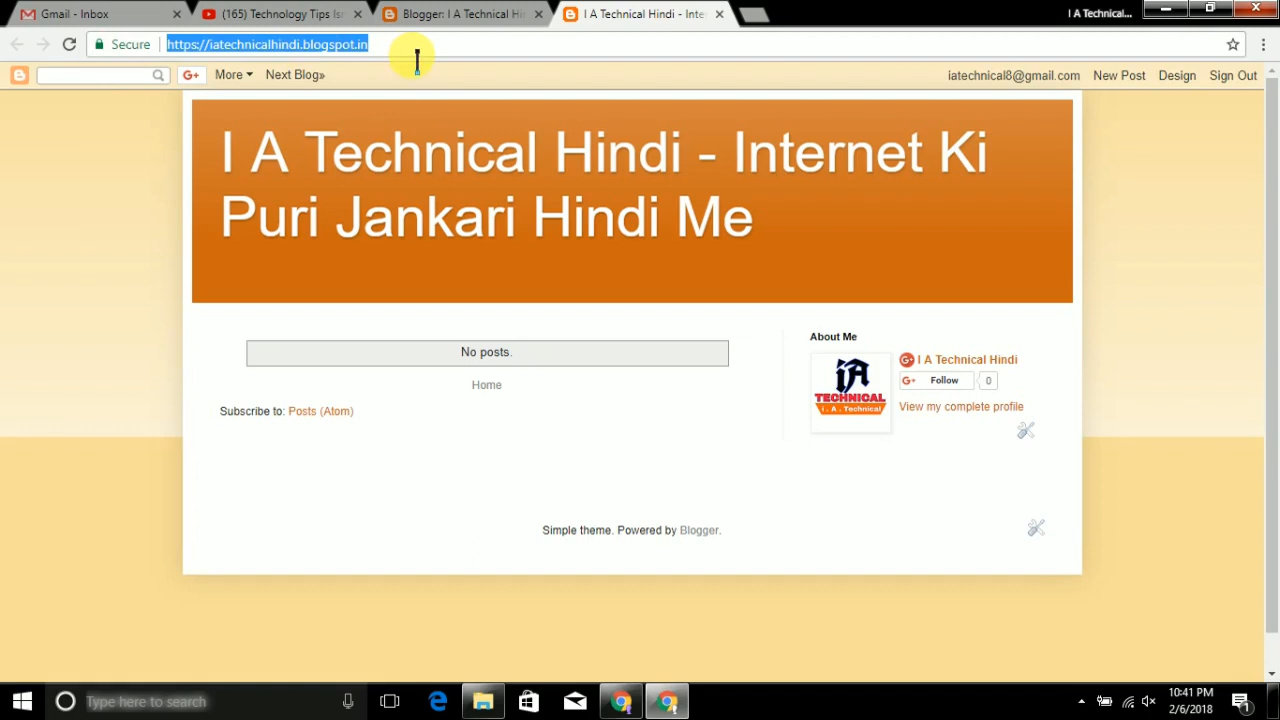 Gmail - Inbox
(165) Technology Tips Isr
Blogger: I A Technical Hi
I A Technical Hindi - Inte
I A Technical...
Secure
https://iatechnicalhindi.blogspot.in
G+
More
Next Blog»
iatechnical8@gmail.com
New Post
Design
Sign Out
I A Technical Hindi - Internet Ki
Puri Jankari Hindi Me
No posts.
Home
Subscribe to: Posts (Atom)
About Me
iA
TECHNICAL
i . A . Technical
G+ I A Technical Hindi
G+ Follow
0
View my complete profile
Simple theme. Powered by Blogger.
Type here to search
10:41 PM
2/6/2018
1